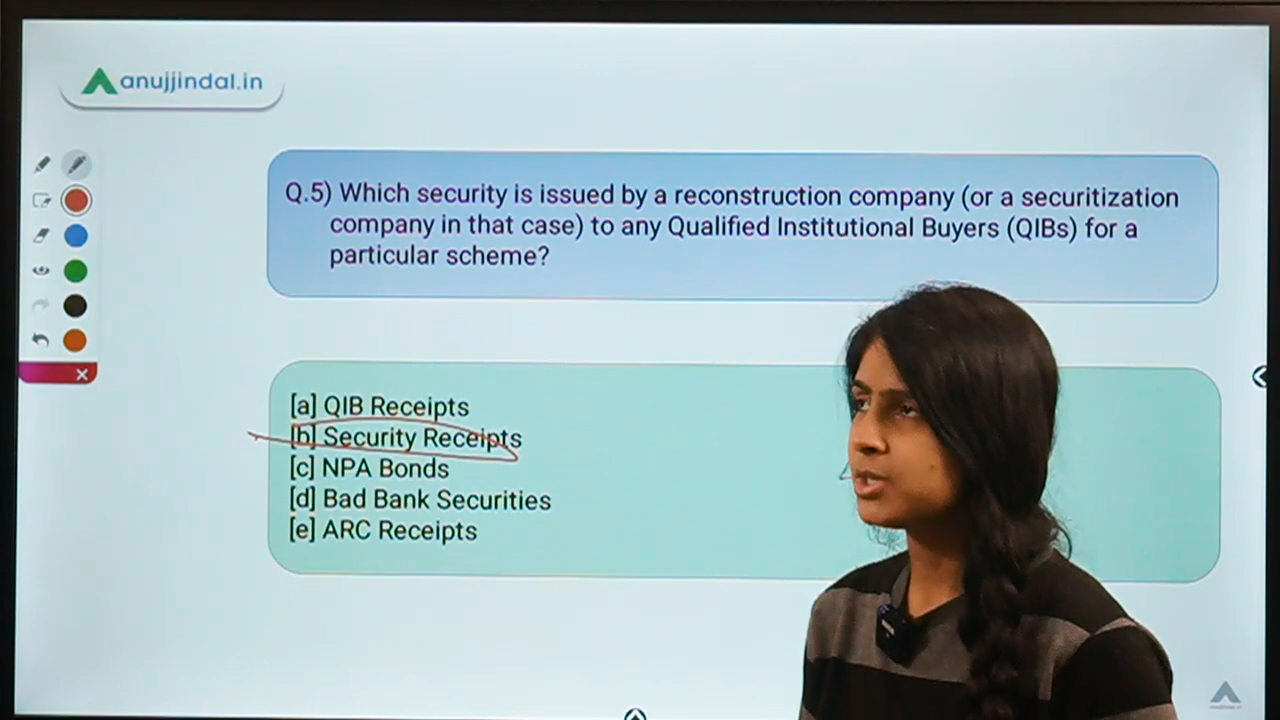 anujjindal.in
Q.5) Which security is issued by a reconstruction company (or a securitization
company in that case) to any Qualified Institutional Buyers (QIBs) for a
particular scheme?
[a] QIB Receipts
[b] Security Receipts
[c] NPA Bonds
[d] Bad Bank Securities
[e] ARC Receipts